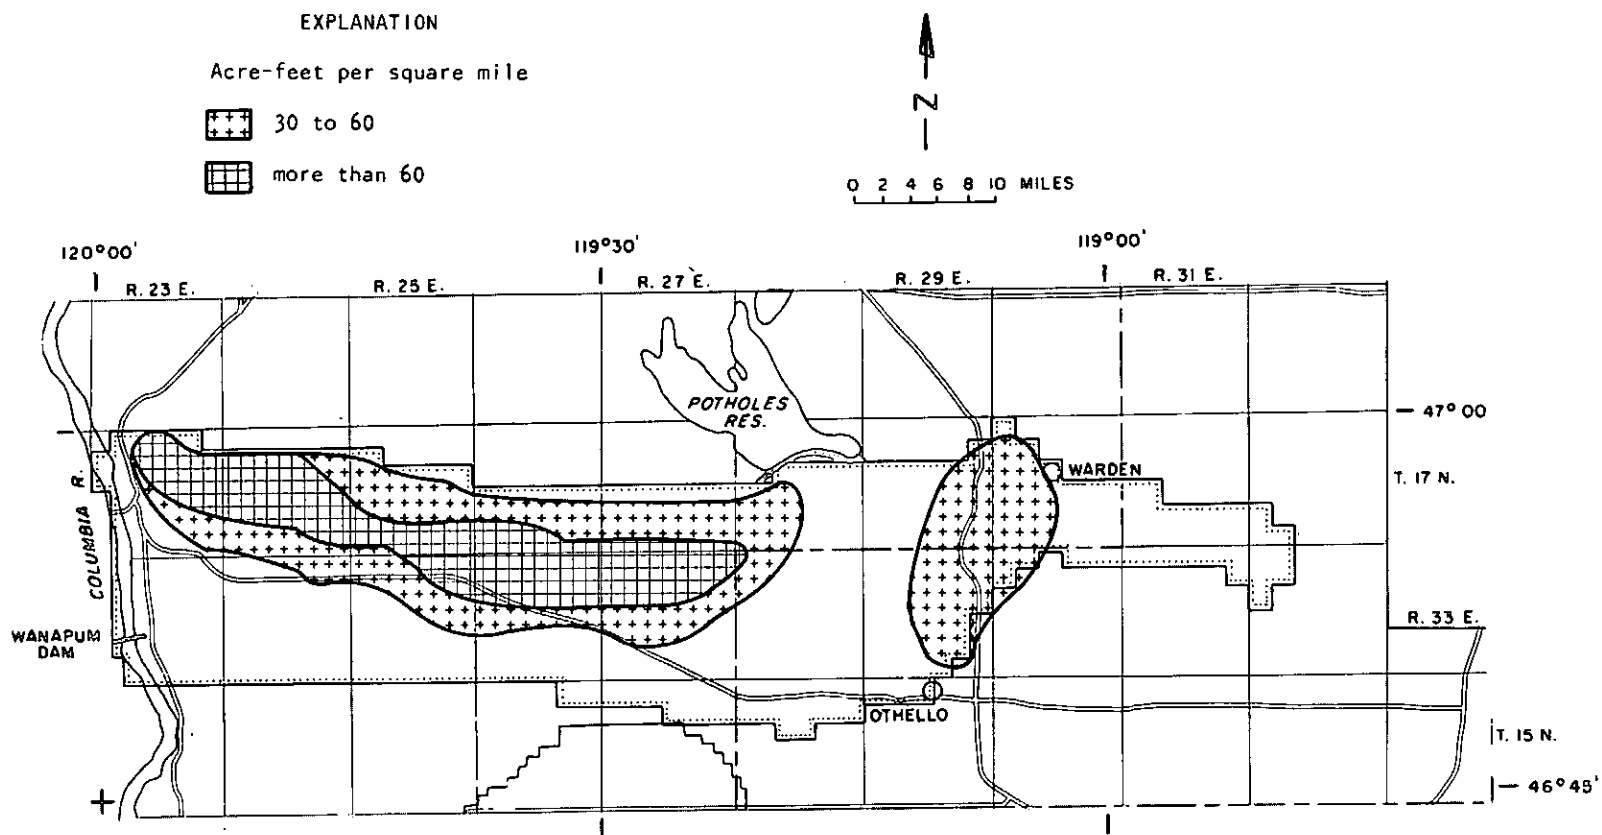 EXPLANATION
Acre-feet per square mile
30 to 60
more than 60
N
0 2 4 6 8 10 MILES
120°00'
119°30'
119°00'
R. 23 E.
R. 25 E.
R. 27 E.
R. 29 E.
R. 31 E.
POTHOLES
RES.
47°00
WARDEN
T. 17 N.
COLUMBIA R.
WANAPUM
DAM
R. 33 E.
OTHELLO
T. 15 N.
46°45'